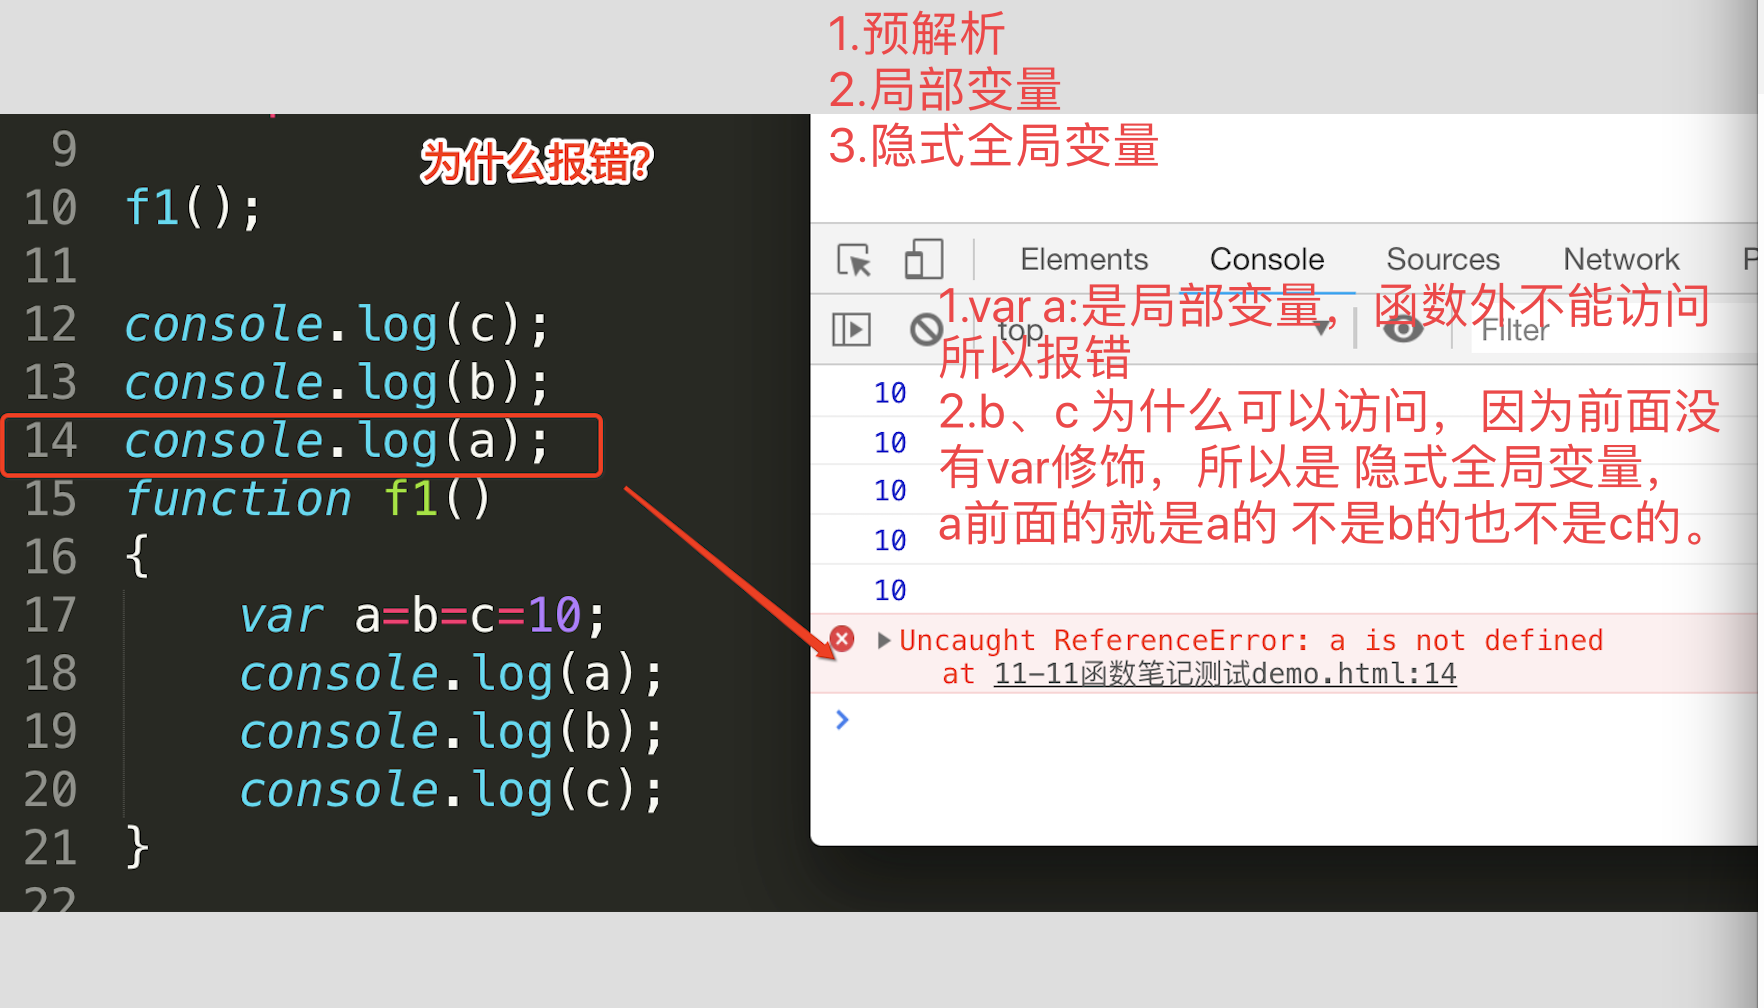 1.预解析
2.局部变量
3.隐式全局变量
为什么报错?
9
10 f1();
11
12 console.log(c);
13 console.log(b);
14 console.log(a);
15 function f1()
16 {
17 var a=b=c=10;
18 console.log(a);
19 console.log(b);
20 console.log(c);
21 }
22
Elements Console Sources Network P
top Filter
1.var a:是局部变量，函数外不能访问
所以报错
2.b、c 为什么可以访问，因为前面没
有var修饰，所以是 隐式全局变量，
a前面的就是a的 不是b的也不是c的。
10
10
10
10
10
Uncaught ReferenceError: a is not defined
at 11-11函数笔记测试demo.html:14